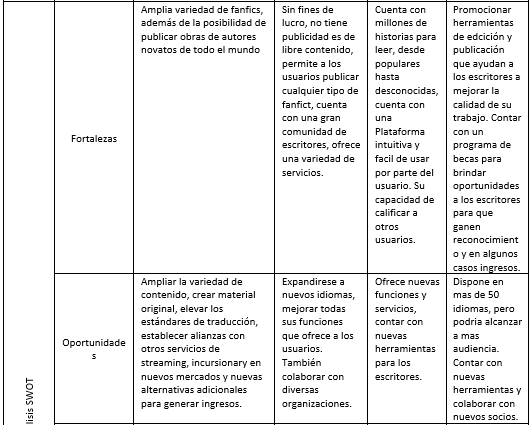 Fortalezas
Amplia variedad de fanfics,
además de la posibilidad de
publicar obras de autores
novatos de todo el mundo
Sin fines de
lucro, no tiene
publicidad es de
libre contenido,
permite a los
usuarios publicar
cualquier tipo de
fanfict, cuenta
con una gran
comunidad de
escritores, ofrece
una variedad de
servicios.
Cuenta con
millones de
historias para
leer, desde
populares
hasta
desconocidas,
cuenta con
una
Plataforma
intuitiva y
facil de usar
por parte del
usuario. Su
capacidad de
calificar a
otros
usuarios.
Promocionar
herramientas
de edcición y
publicación
que ayudan a
los escritores a
mejorar la
calidad de su
trabajo. Contar
con un
programa de
becas para
brindar
oportunidades
a los escritores
para que
ganen
reconocimient
o y en algunos
casos ingresos.
lisis SWOT
Oportunidade
s
Ampliar la variedad de
contenido, crear material
original, elevar los
estándares de traducción,
establecer alianzas con
otros servicios de
streaming, incursionary en
nuevos mercados y nuevas
alternativas adicionales
para generar ingresos.
Expandirese a
nuevos idiomas,
mejorar todas
sus funciones
que ofrece a los
usuarios.
También
colaborar con
diversas
organizaciones.
Ofrece nuevas
funciones y
servicios,
contar con
nuevas
herramientas
para los
escritores.
Dispone en
mas de 50
idiomas, pero
podria alcanzar
a mas
audiencia.
Contar con
nuevas
herramientas y
colaborar con
nuevos socios.